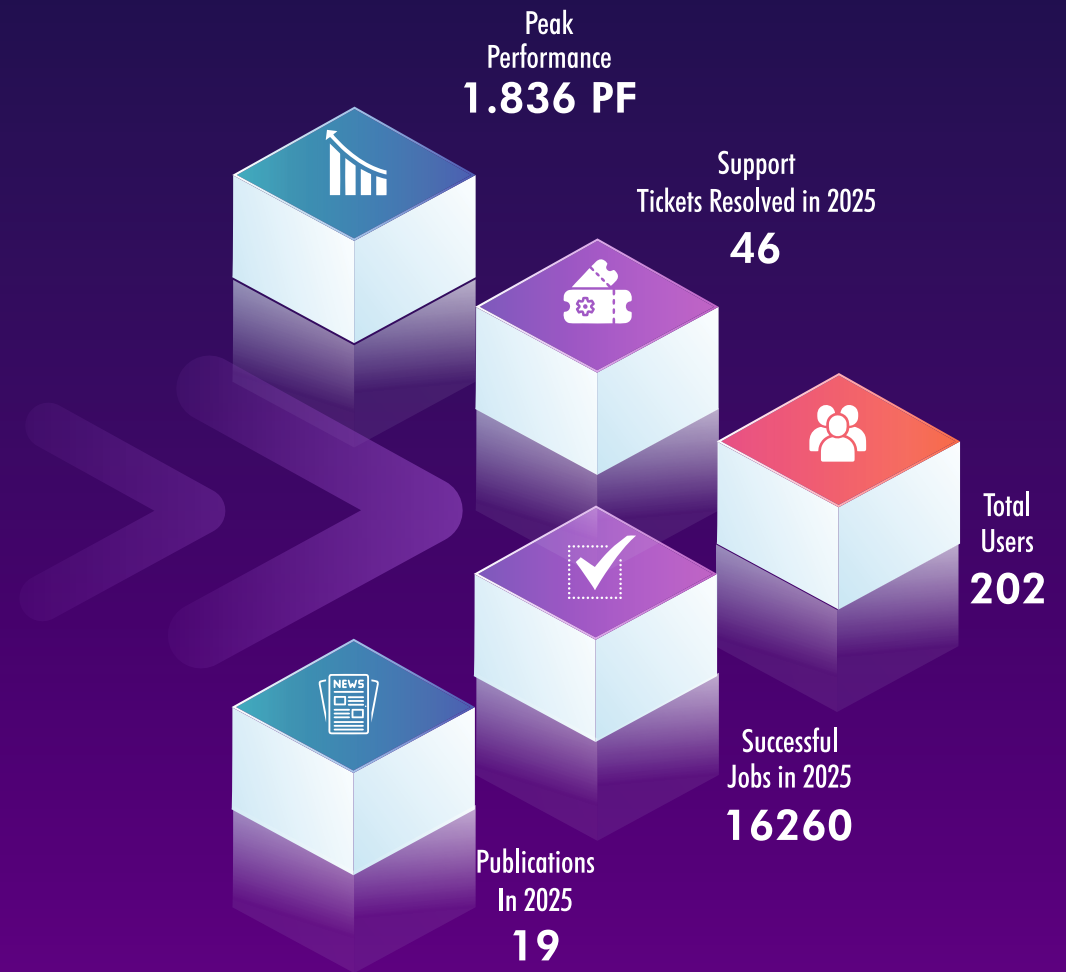 Peak
Performance
1.836 PF
Support
Tickets Resolved in 2025
46
Total
Users
202
NEWS
Successful
Jobs in 2025
16260
Publications
In 2025
19